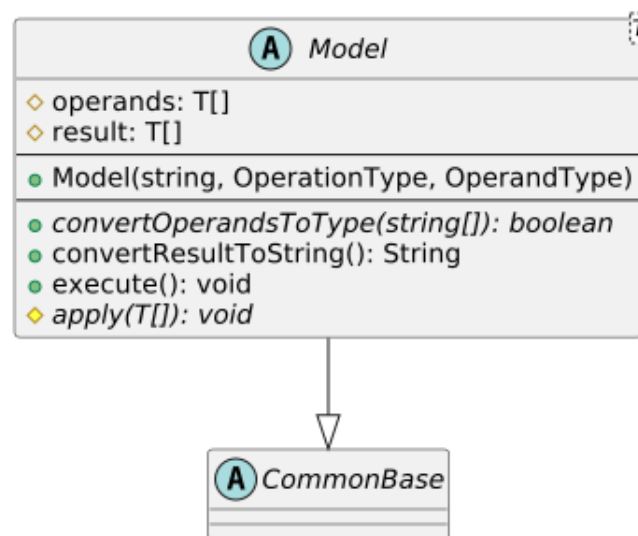 A Model
operands: T[]
result: T[]
Model(string, OperationType, OperandType)
convertOperandsToType(string[]): boolean
convertResultToString(): String
execute(): void
apply(T[]): void
A CommonBase